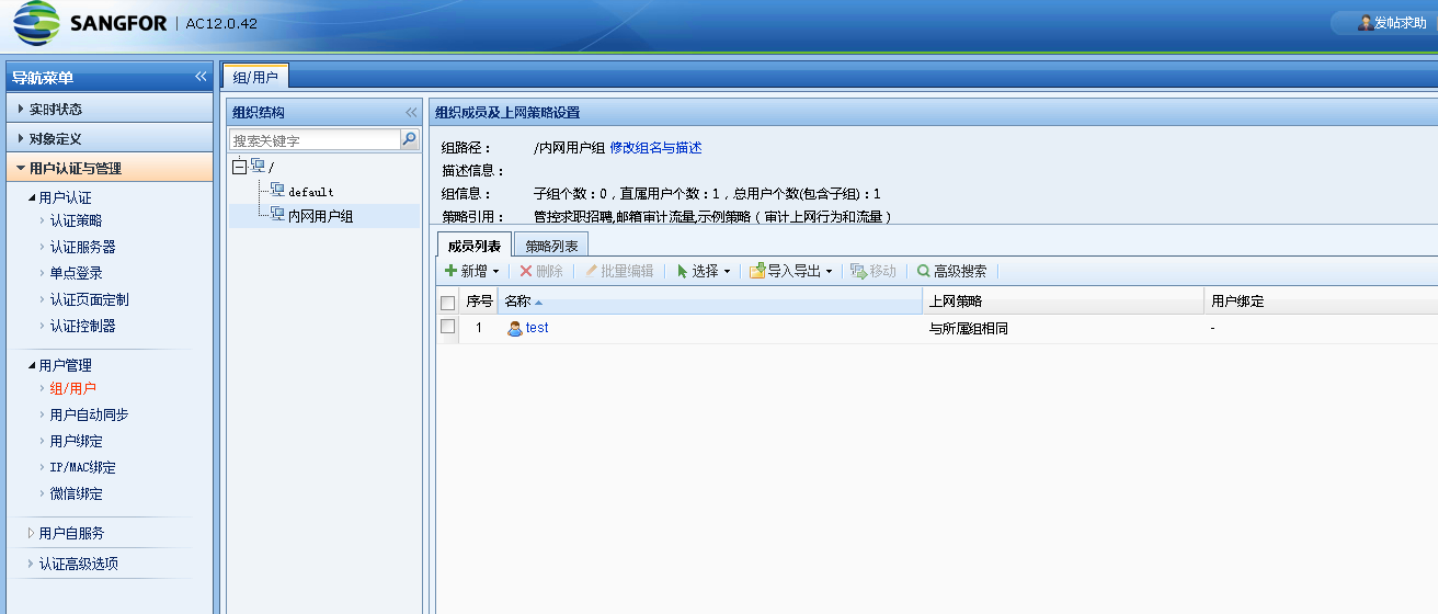 SANGFOR | AC12.0.42
发帖求助
导航菜单
实时状态
对象定义
用户认证与管理
用户认证
认证策略
认证服务器
单点登录
认证页面定制
认证控制器
用户管理
组/用户
用户自动同步
用户绑定
IP/MAC绑定
微信绑定
用户自服务
认证高级选项
组/用户
组织结构
搜索关键字
/
default
内网用户组
组织成员及上网策略设置
组路径： /内网用户组 修改组名与描述
描述信息：
组信息： 子组个数：0，直属用户个数：1，总用户个数(包含子组)：1
策略引用： 管控求职招聘,邮箱审计流量,示例策略（审计上网行为和流量）
成员列表 策略列表
新增 删除 批量编辑 选择 导入导出 移动 高级搜索
序号 名称 上网策略 用户绑定
1 test 与所属组相同 -